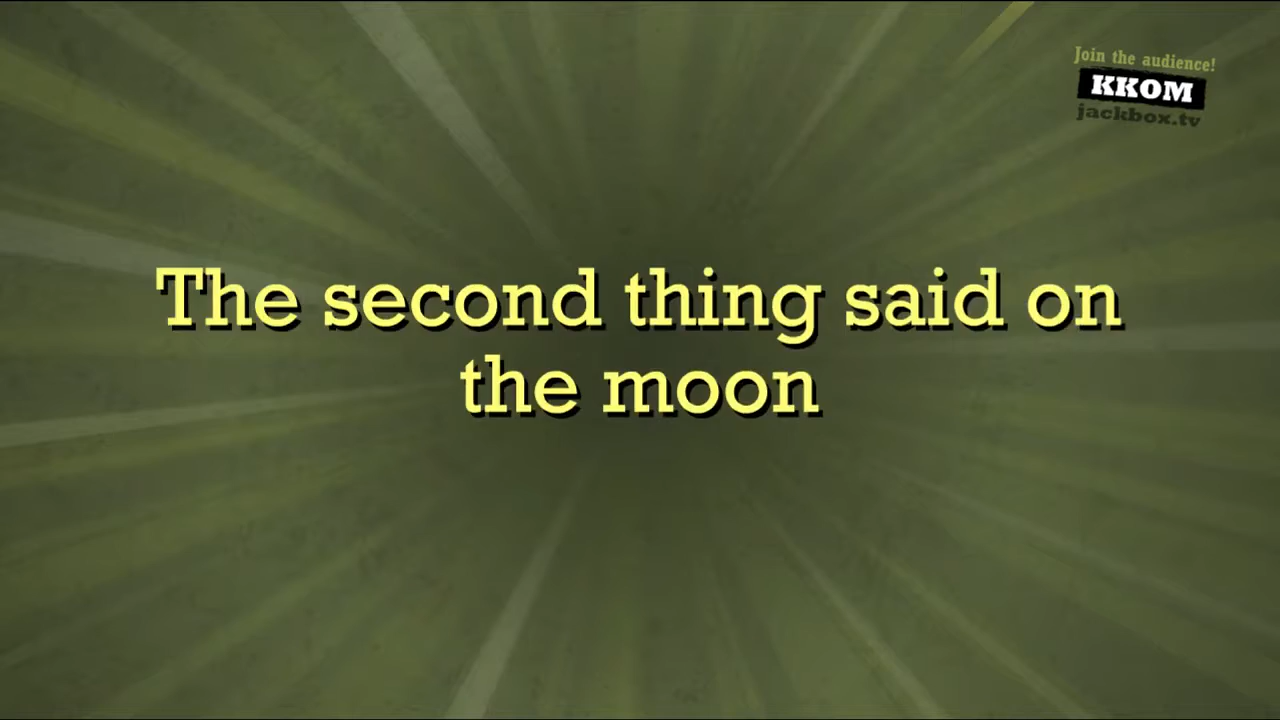 Join the audience!
KKOM
jackbox.tv
The second thing said on
the moon